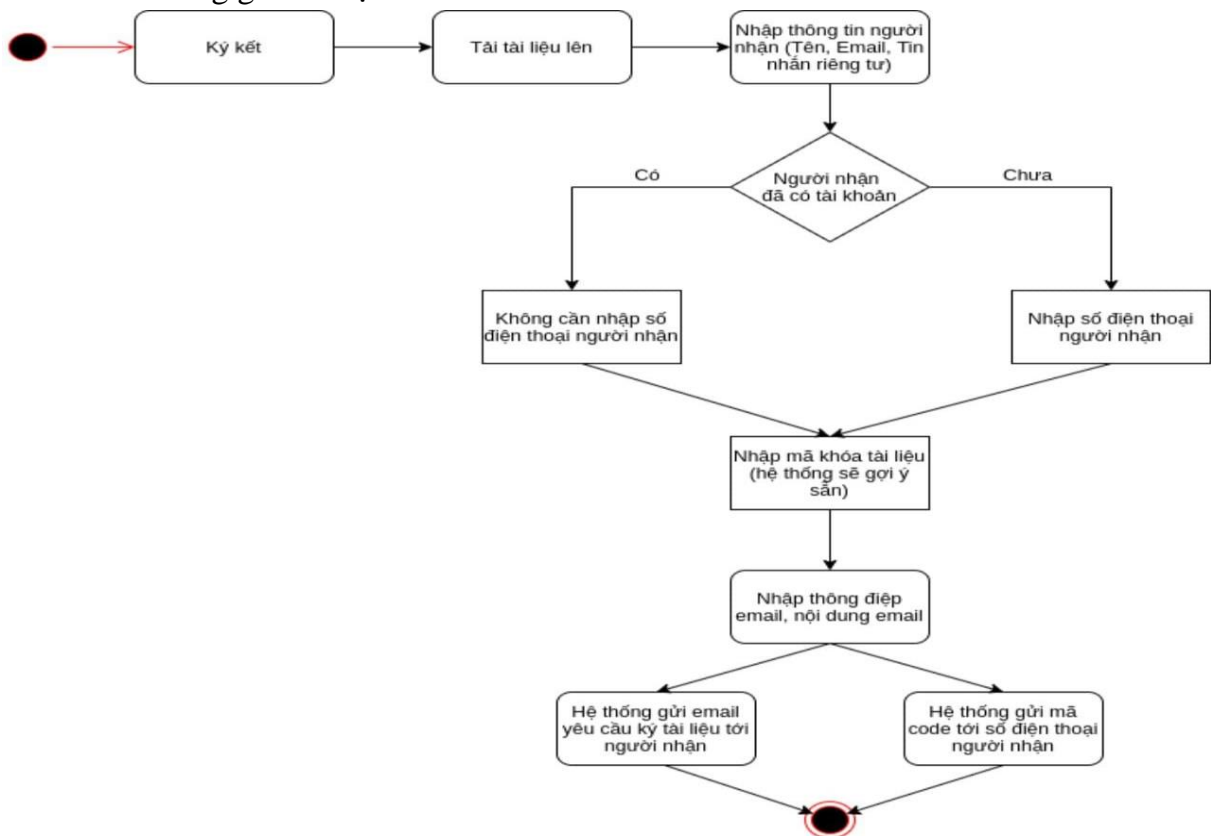 Ký kết
Tải tài liệu lên
Nhập thông tin người
nhận (Tên, Email, Tin
nhắn riêng tư)
Người nhận
đã có tài khoản
Có
Chưa
Không cần nhập số
điện thoại người nhận
Nhập số điện thoại
người nhận
Nhập mã khóa tài liệu
(hệ thống sẽ gợi ý
sẵn)
Nhập thông điệp
email, nội dung email
Hệ thống gửi email
yêu cầu ký tài liệu tới
người nhận
Hệ thống gửi mã
code tới số điện thoại
người nhận